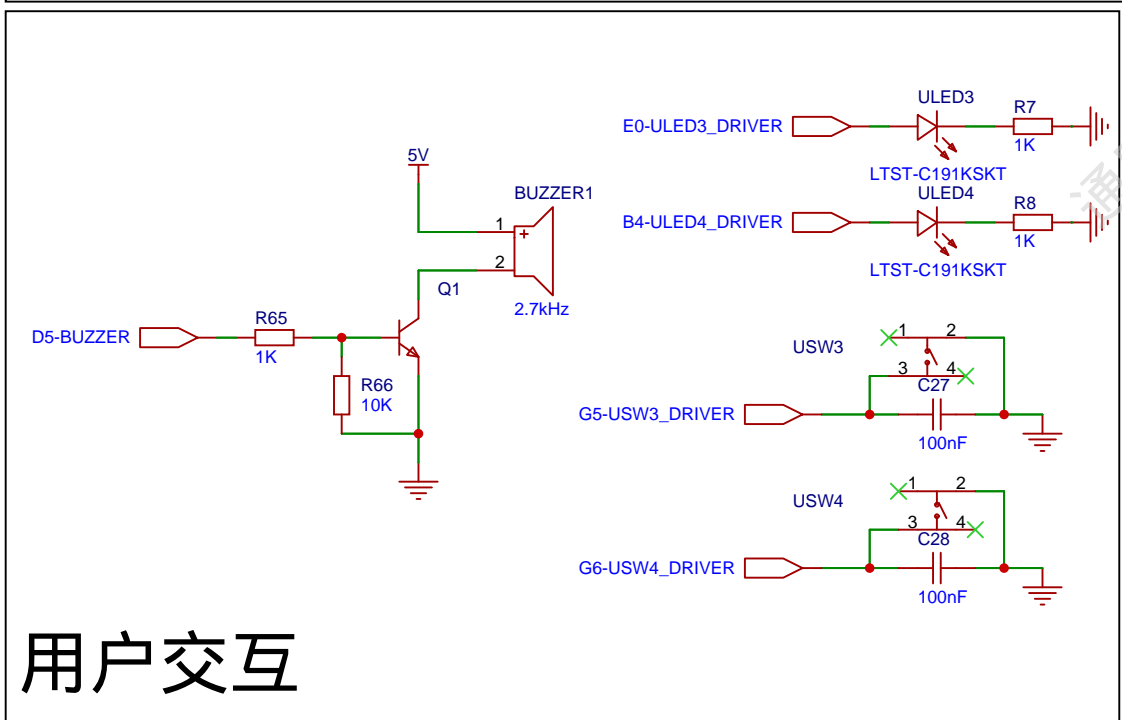 5V
BUZZER1
1
2
Q1
2.7kHz
D5-BUZZER
R65
1K
R66
10K
ULED3
E0-ULED3_DRIVER
R7
1K
LTST-C191KSKT
ULED4
B4-ULED4_DRIVER
R8
1K
LTST-C191KSKT
USW3
1 2
3 4
C27
G5-USW3_DRIVER
100nF
USW4
1 2
3 4
C28
G6-USW4_DRIVER
100nF
用户交互
通